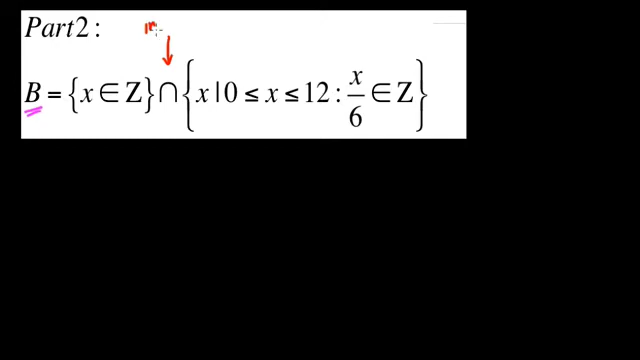 Part2:
B = {x ∈ Z} ∩ {x | 0 ≤ x ≤ 12 : x/6 ∈ Z}